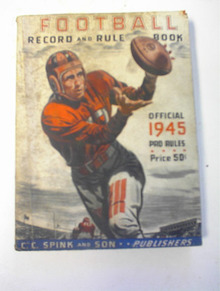 FOOTBALL
RECORD AND RULE BOOK
OFFICIAL
1945
PRO RULES
Price 50¢
C.C. SPINK AND SON • • PUBLISHERS